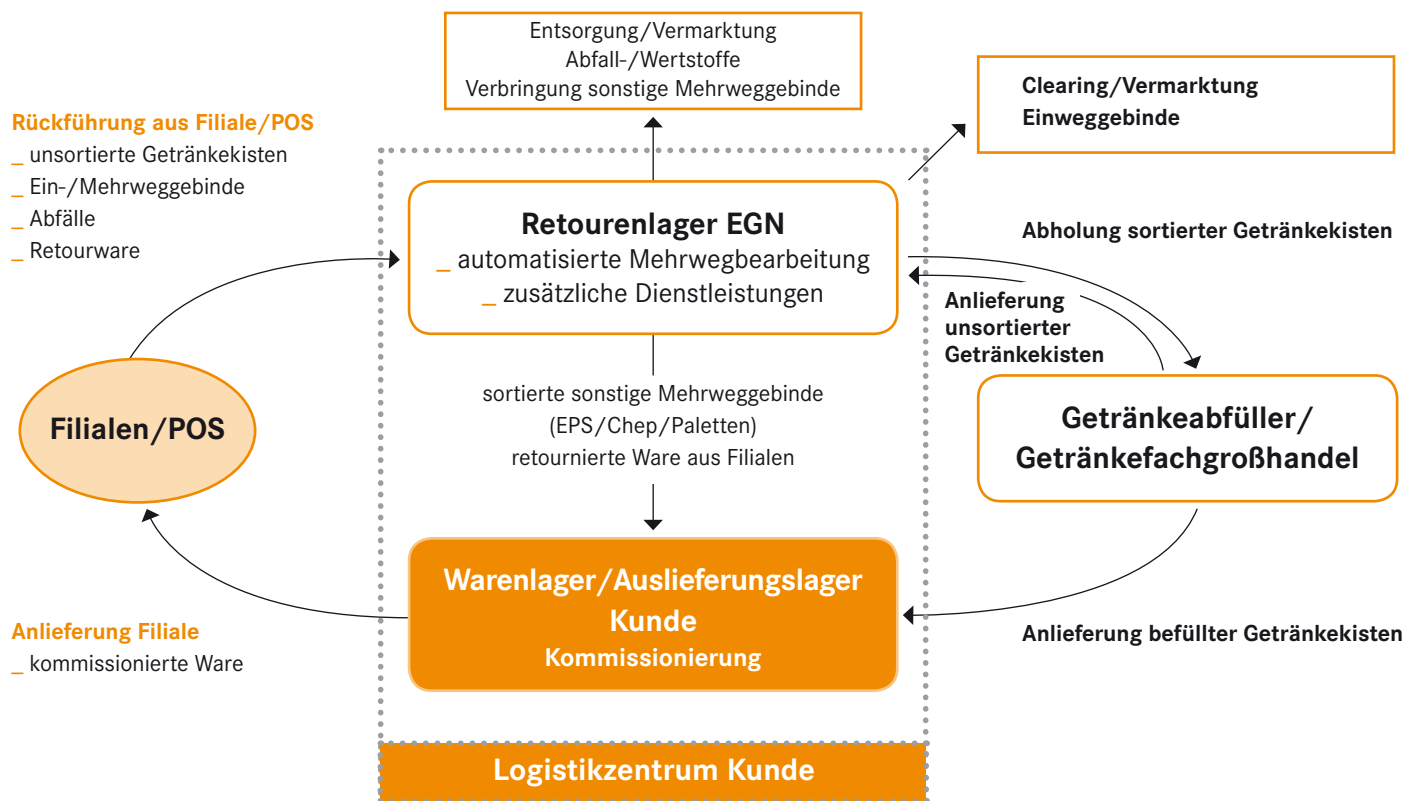 Entsorgung/Vermarktung
Abfall-/Wertstoffe
Verbringung sonstige Mehrweggebinde
Clearing/Vermarktung
Einweggebinde
Rückführung aus Filiale/POS
_ unsortierte Getränkekisten
_ Ein-/Mehrweggebinde
_ Abfälle
_ Retourware
Retourenlager EGN
_ automatisierte Mehrwegbearbeitung
_ zusätzliche Dienstleistungen
Abholung sortierter Getränkekisten
Anlieferung
unsortierter
Getränkekisten
Filialen/POS
sortierte sonstige Mehrweggebinde
(EPS/Chep/Paletten)
retournierte Ware aus Filialen
Getränkeabfüller/
Getränkefachgroßhandel
Warenlager/Auslieferungslager
Kunde
Kommissionierung
Anlieferung Filiale
_ kommissionierte Ware
Anlieferung befüllter Getränkekisten
Logistikzentrum Kunde